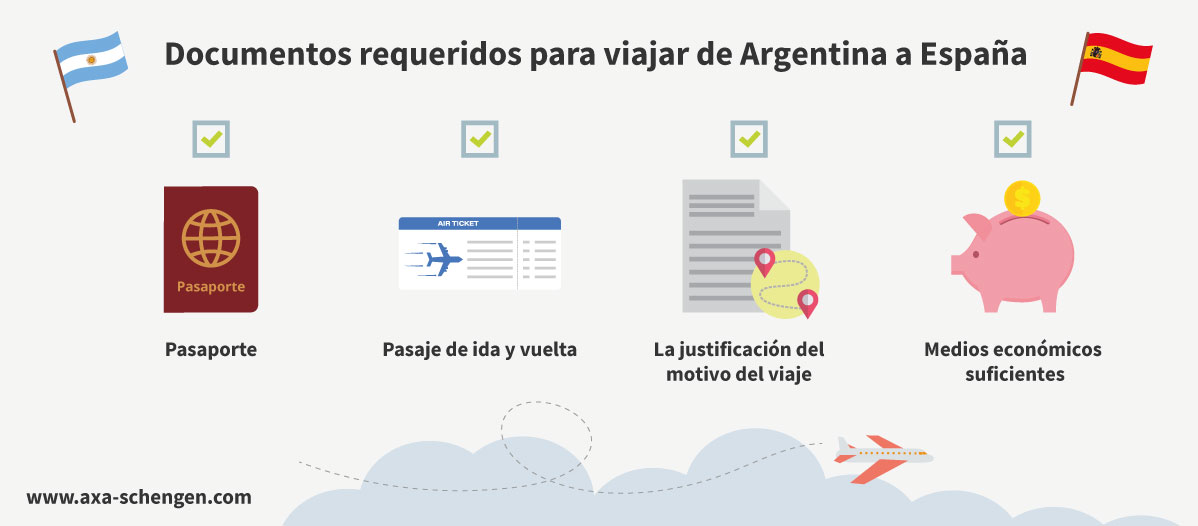 Documentos requeridos para viajar de Argentina a España
AIR TICKET
Pasaporte
$
Pasaporte
Pasaje de ida y vuelta
La justificación del
motivo del viaje
Medios económicos
suficientes
www.axa-schengen.com